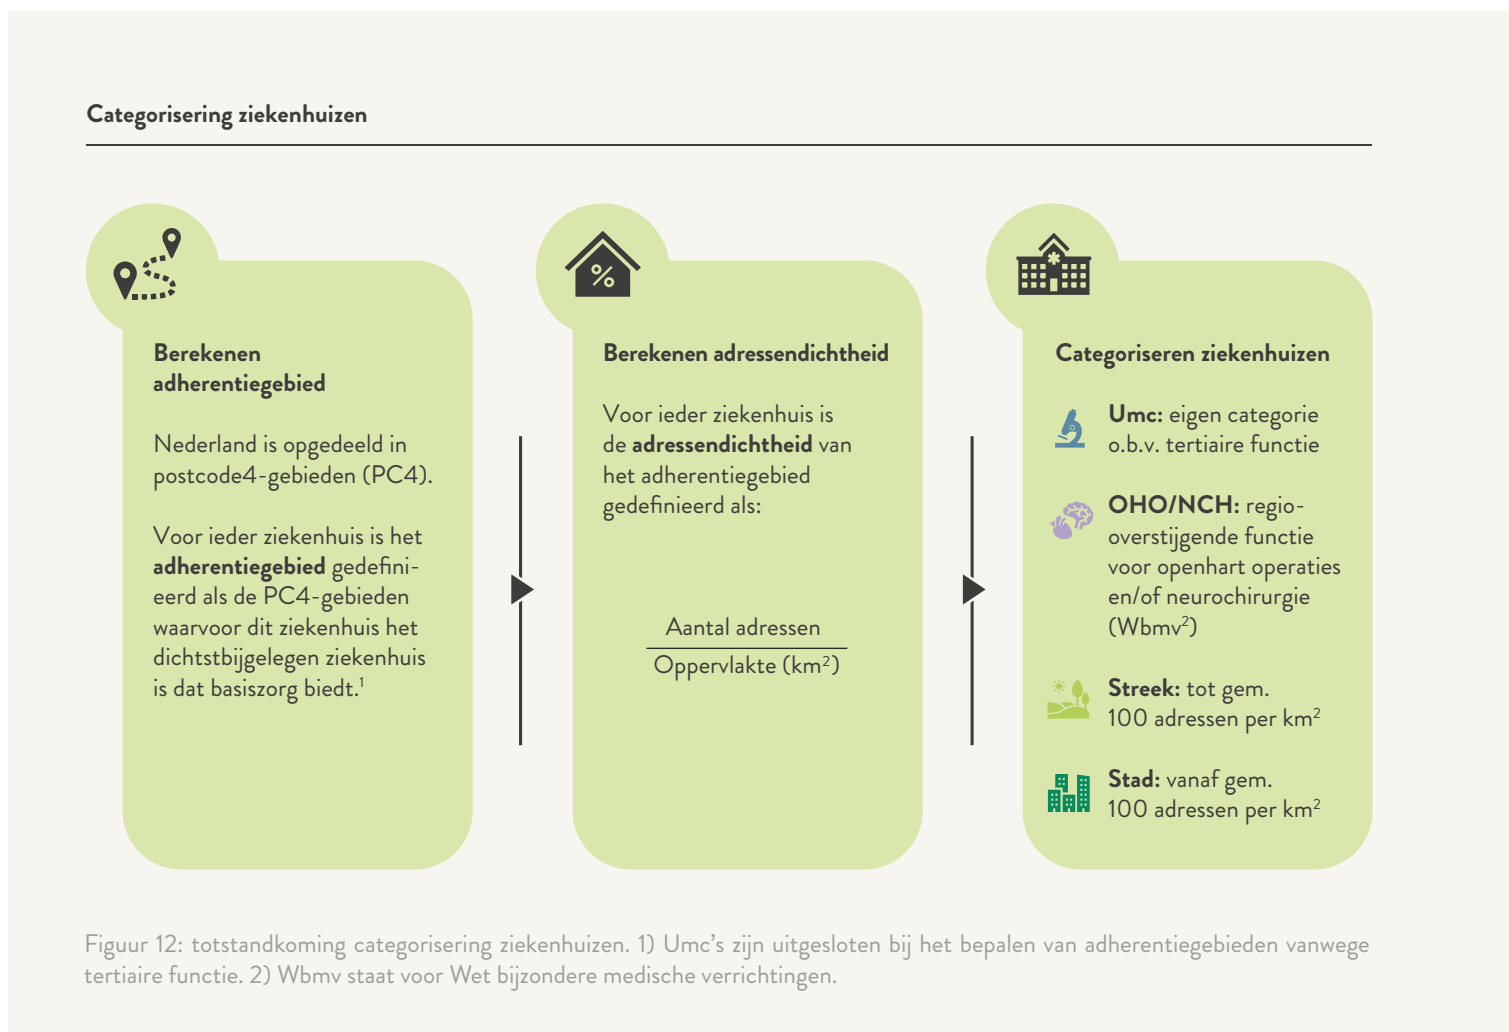 Categorisering ziekenhuizen
Berekenen
adherentiegebied
Nederland is opgedeeld in
postcode4-gebieden (PC4).
Voor ieder ziekenhuis is het
adherentiegebied gedefini-
eerd als de PC4-gebieden
waarvoor dit ziekenhuis het
dichtstbijgelegen ziekenhuis
is dat basiszorg biedt.¹
%
Berekenen adressendichtheid
Voor ieder ziekenhuis is
de adressendichtheid van
het adherentiegebied
gedefinieerd als:
Aantal adressen
Oppervlakte (km²)
Categoriseren ziekenhuizen
Umc: eigen categorie
o.b.v. tertiaire functie
OHO/NCH: regio-
overstijgende functie
voor openhart operaties
en/of neurochirurgie
(Wbmv²)
Streek: tot gem.
100 adressen per km²
Stad: vanaf gem.
100 adressen per km²
Figuur 12: totstandkoming categorisering ziekenhuizen. 1) Umc’s zijn uitgesloten bij het bepalen van adherentiegebieden vanwege
tertiaire functie. 2) Wbmv staat voor Wet bijzondere medische verrichtingen.